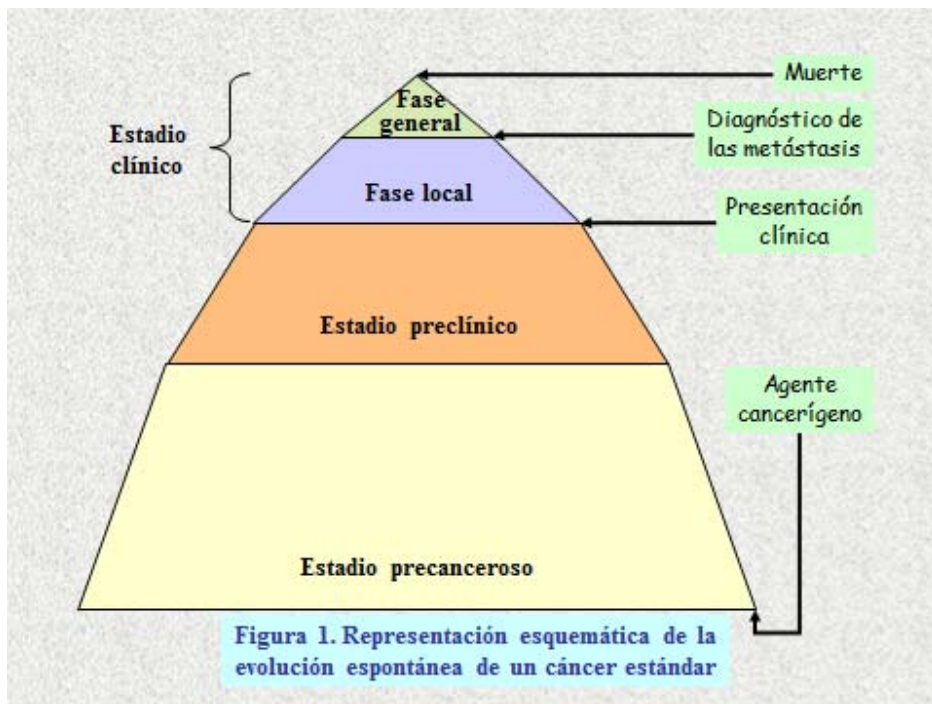 Muerte
Fase
general
Diagnóstico de
las metástasis
Estadio
clínico
Fase local
Presentación
clínica
Estadio preclínico
Agente
cancerígeno
Estadio precanceroso
Figura 1. Representación esquemática de la
evolución espontánea de un cáncer estándar